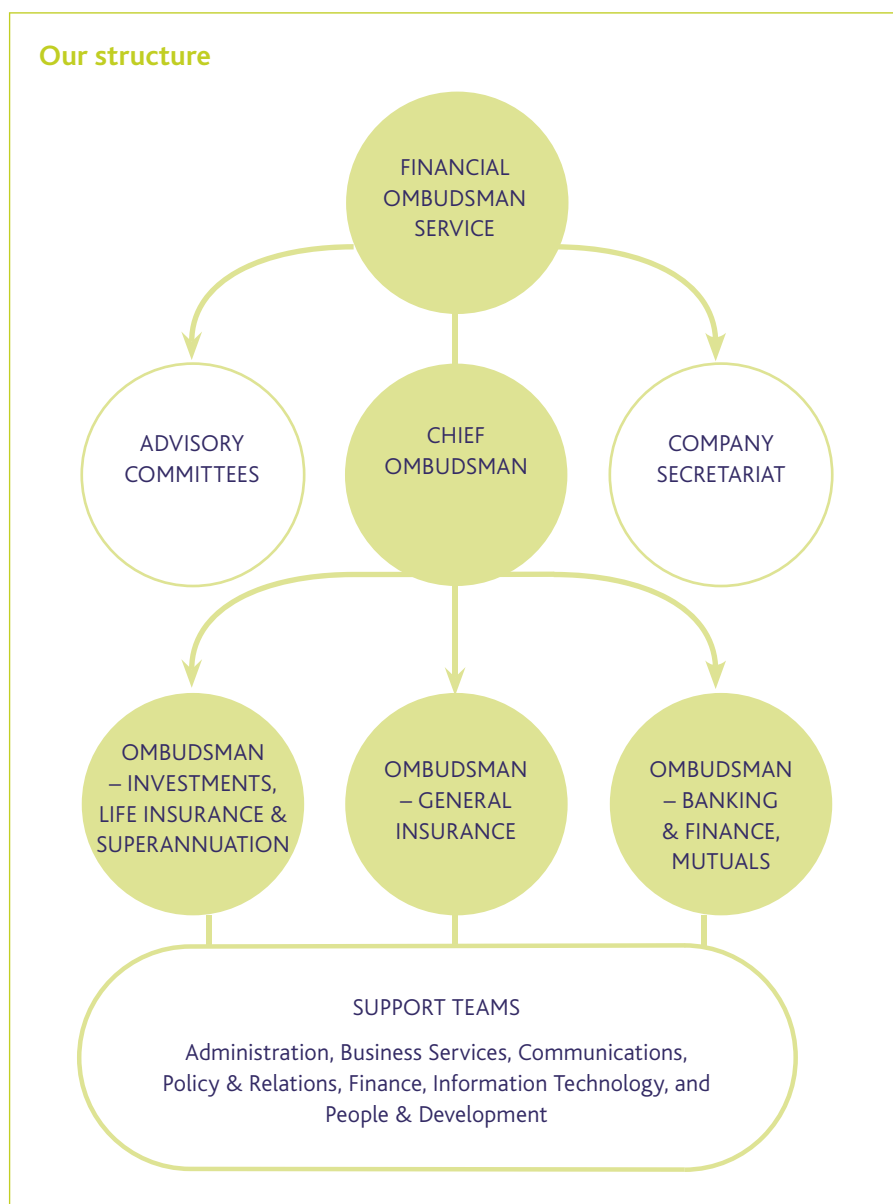 Our structure
FINANCIAL
OMBUDSMAN
SERVICE
ADVISORY
COMMITTEES
CHIEF
OMBUDSMAN
COMPANY
SECRETARIAT
OMBUDSMAN
– INVESTMENTS,
LIFE INSURANCE &
SUPERANNUATION
OMBUDSMAN
– GENERAL
INSURANCE
OMBUDSMAN
– BANKING
& FINANCE,
MUTUALS
SUPPORT TEAMS
Administration, Business Services, Communications,
Policy & Relations, Finance, Information Technology, and
People & Development